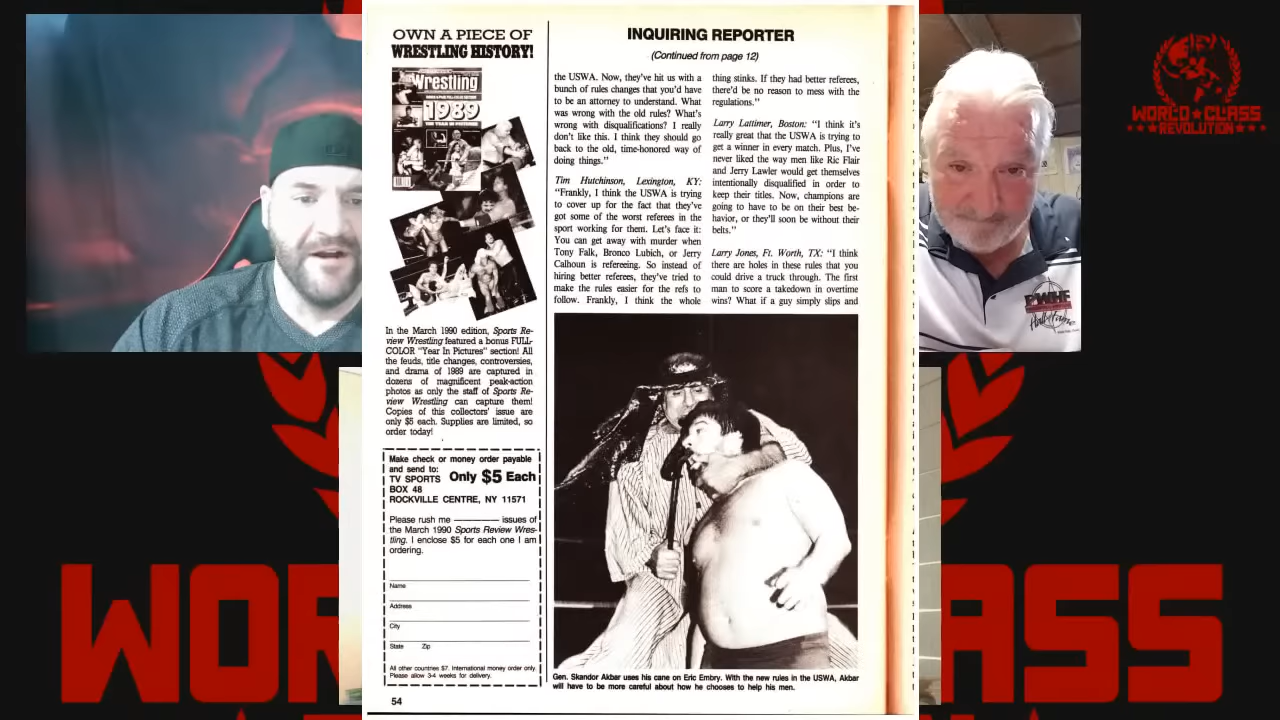 OWN A PIECE OF
WRESTLING HISTORY!
Wrestling
1989
THE YEAR IN PICTURES
In the March 1990 edition, Sports Re-
view Wrestling featured a bonus FULL-
COLOR "Year In Pictures" section! All
the feuds, title changes, controversies,
and drama of 1989 are captured in
dozens of magnificent peak-action
photos as only the staff of Sports Re-
view Wrestling can capture them!
Copies of this collectors' issue are
only $5 each. Supplies are limited, so
order today!
Make check or money order payable
and send to:
TV SPORTS
BOX 48
ROCKVILLE CENTRE, NY 11571
Only $5 Each
Please rush me issues of
the March 1990 Sports Review Wres-
tling. I enclose $5 for each one I am
ordering.
Name
Address
City
State Zip
All other countries $7. International money order only.
Please allow 3-4 weeks for delivery.
54
INQUIRING REPORTER
(Continued from page 12)
the USWA. Now, they've hit us with a
bunch of rules changes that you'd have
to be an attorney to understand. What
was wrong with the old rules? What's
wrong with disqualifications? I really
don't like this. I think they should go
back to the old, time-honored way of
doing things."
Tim Hutchinson, Lexington, KY:
"Frankly, I think the USWA is trying
to cover up for the fact that they've
got some of the worst referees in the
sport working for them. Let's face it:
You can get away with murder when
Tony Falk, Bronco Lubich, or Jerry
Calhoun is refereeing. So instead of
hiring better referees, they've tried to
make the rules easier for the refs to
follow. Frankly, I think the whole
thing stinks. If they had better referees,
there'd be no reason to mess with the
regulations."
Larry Lattimer, Boston: "I think it's
really great that the USWA is trying to
get a winner in every match. Plus, I've
never liked the way men like Ric Flair
and Jerry Lawler would get themselves
intentionally disqualified in order to
keep their titles. Now, champions are
going to have to be on their best be-
havior, or they'll soon be without their
belts."
Larry Jones, Ft. Worth, TX: "I think
there are holes in these rules that you
could drive a truck through. The first
man to score a takedown in overtime
wins? What if a guy simply slips and
Gen. Skandor Akbar uses his cane on Eric Embry. With the new rules in the USWA, Akbar
will have to be more careful about how he chooses to help his men.
WORLD CLASS
REVOLUTION
PWHF
Hall of Fame
WOR
ASS